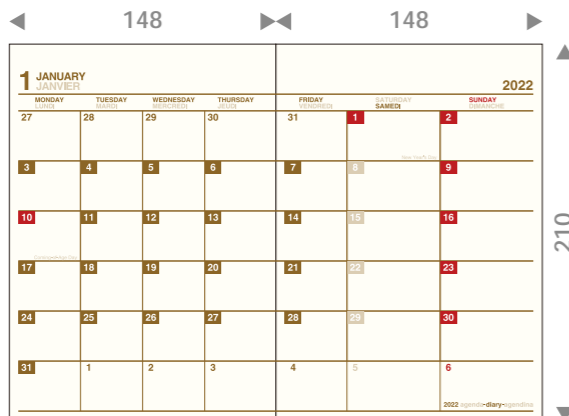 148 148
1 JANUARY
JANVIER
2022
MONDAY TUESDAY WEDNESDAY THURSDAY FRIDAY SATURDAY SUNDAY
LUNDI MARDI MERCREDI JEUDI VENDREDI SAMEDI DIMANCHE
27 28 29 30 31 1 2
New Year's Day
3 4 5 6 7 8 9
10 11 12 13 14 15 16
17 18 19 20 21 22 23
24 25 26 27 28 29 30
31 1 2 3 4 5 6
2022 agenda-diary-agendina
210